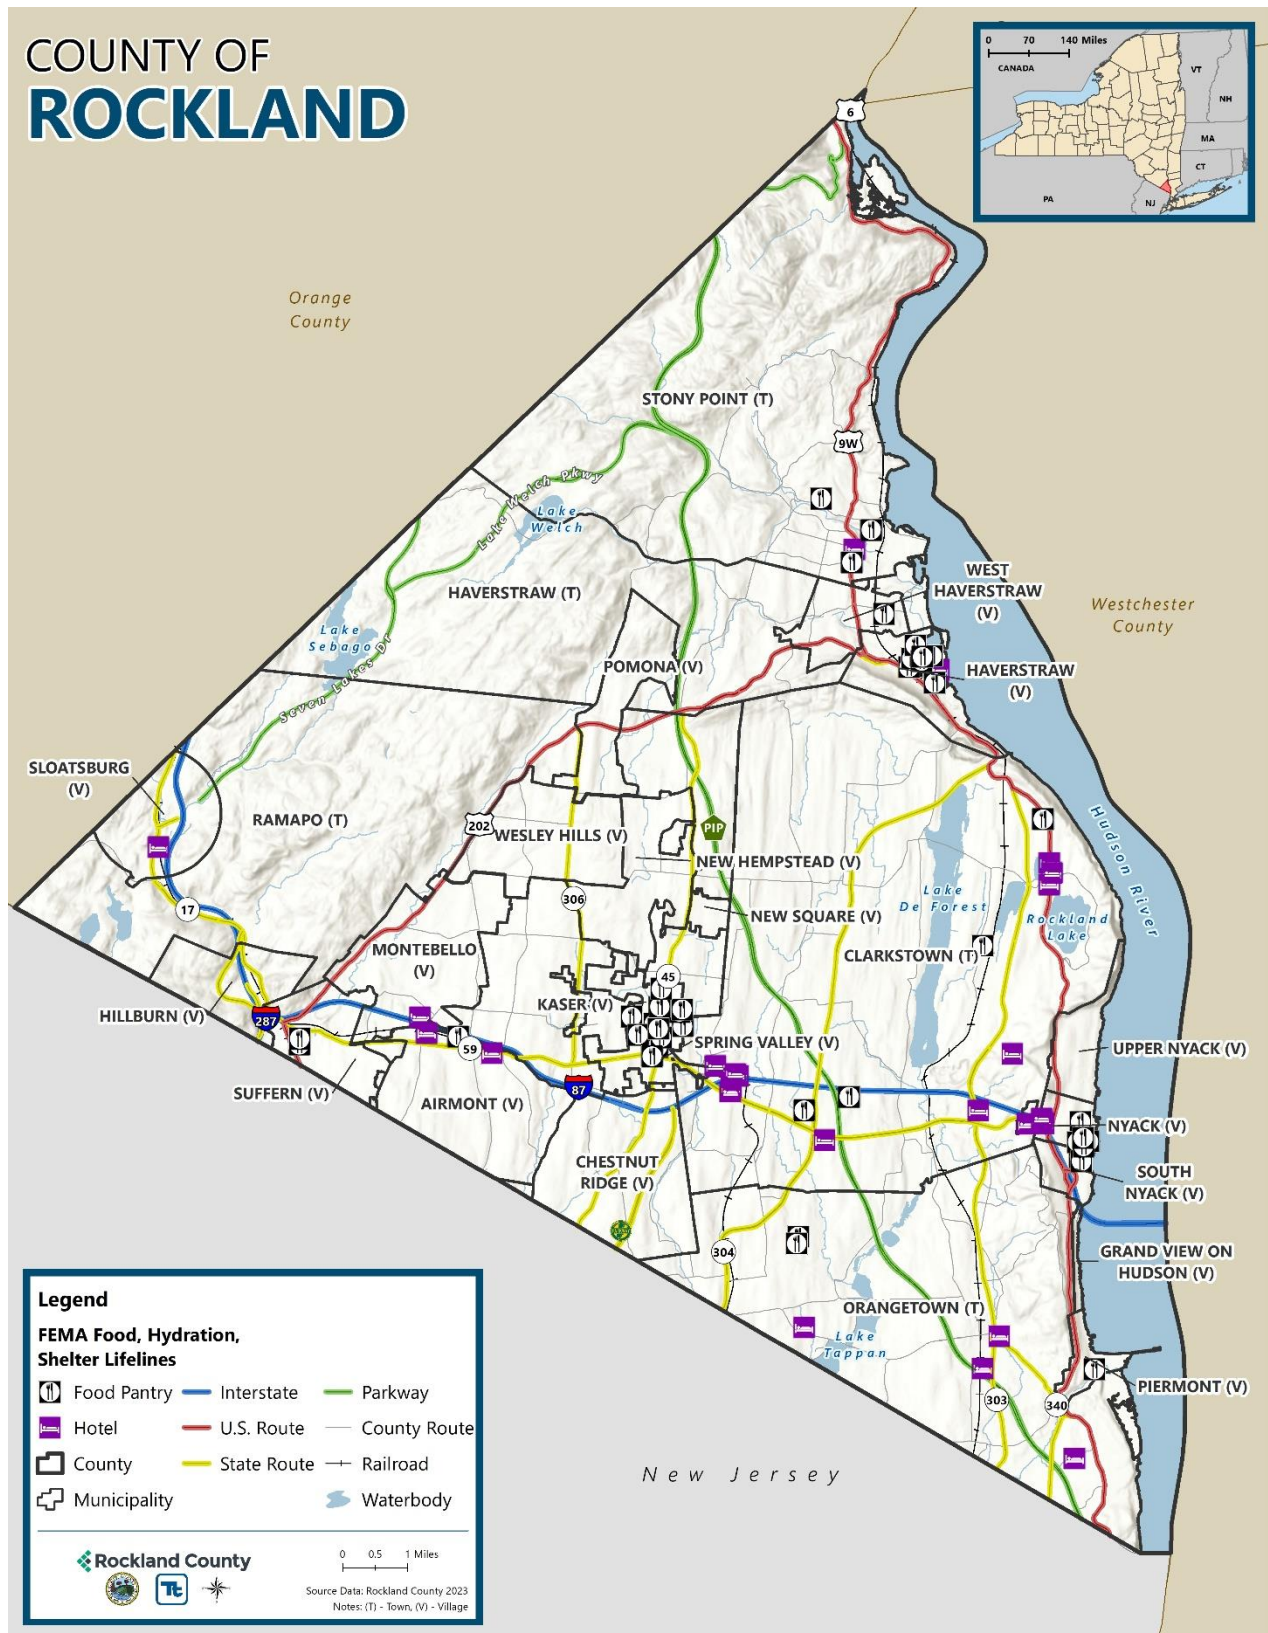 COUNTY OF
ROCKLAND
0 70 140 Miles
CANADA
VT
NH
MA
CT
PA
NJ
6
Orange
County
STONY POINT (T)
9W
Lake Welch Pkwy
Lake
Welch
HAVERSTRAW (T)
WEST
HAVERSTRAW
(V)
Westchester
County
Lake
Sebago
POMONA (V)
HAVERSTRAW
(V)
Seven Lakes Dr
SLOATSBURG
(V)
RAMAPO (T)
202
WESLEY HILLS (V)
PIP
Hudson River
NEW HEMPSTEAD (V)
17
306
Lake
De Forest
NEW SQUARE (V)
Rockland
Lake
MONTEBELLO
(V)
CLARKSTOWN (T)
45
KASER (V)
HILLBURN (V)
287
59
SPRING VALLEY (V)
UPPER NYACK (V)
SUFFERN (V)
87
AIRMONT (V)
NYACK (V)
CHESTNUT
RIDGE (V)
SOUTH
NYACK (V)
304
GRAND VIEW ON
HUDSON (V)
ORANGETOWN (T)
Lake
Tappan
PIERMONT (V)
303
340
New Jersey
Legend
FEMA Food, Hydration,
Shelter Lifelines
Food Pantry Interstate Parkway
Hotel U.S. Route County Route
County State Route Railroad
Municipality Waterbody
Rockland County
0 0.5 1 Miles
Tt
Source Data: Rockland County 2023
Notes: (T) - Town, (V) - Village